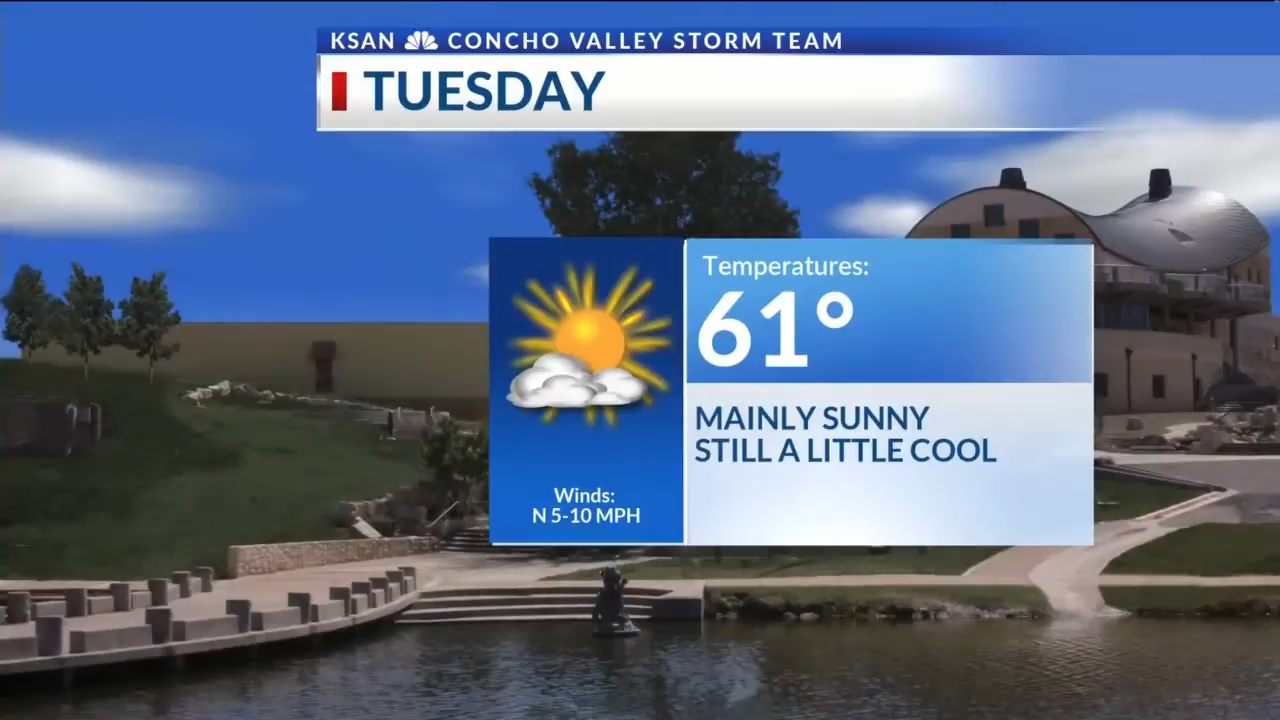 KSAN CONCHO VALLEY STORM TEAM
TUESDAY
Temperatures:
61°
MAINLY SUNNY
STILL A LITTLE COOL
Winds:
N 5-10 MPH